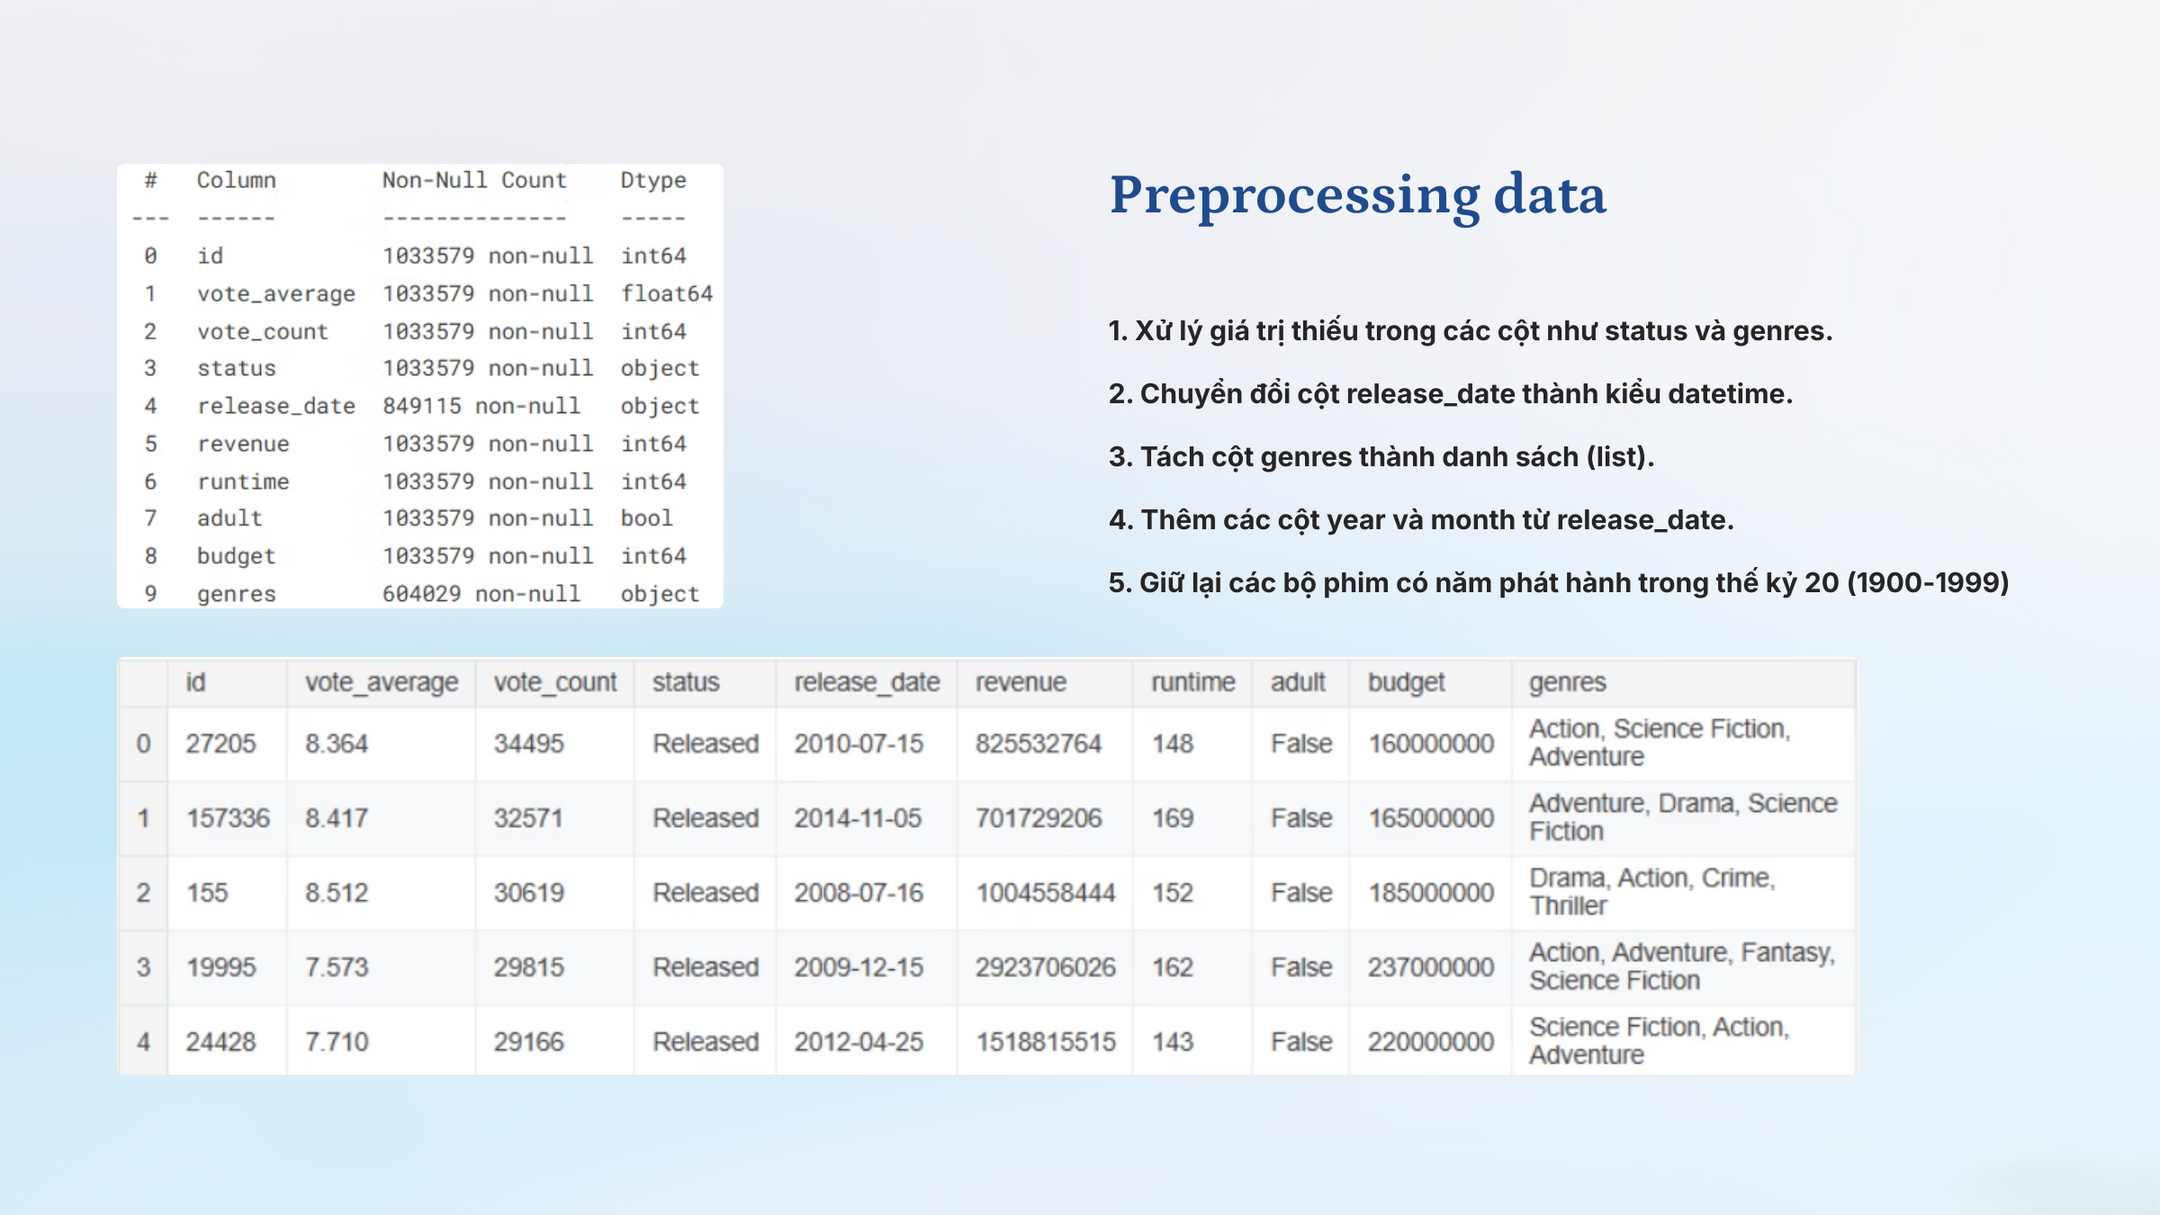 # Column Non-Null Count Dtype
--- ------ -------------- -----
0 id 1033579 non-null int64
1 vote_average 1033579 non-null float64
2 vote_count 1033579 non-null int64
3 status 1033579 non-null object
4 release_date 849115 non-null object
5 revenue 1033579 non-null int64
6 runtime 1033579 non-null int64
7 adult 1033579 non-null bool
8 budget 1033579 non-null int64
9 genres 604029 non-null object
Preprocessing data
1. Xử lý giá trị thiếu trong các cột như status và genres.
2. Chuyển đổi cột release_date thành kiểu datetime.
3. Tách cột genres thành danh sách (list).
4. Thêm các cột year và month từ release_date.
5. Giữ lại các bộ phim có năm phát hành trong thế kỷ 20 (1900-1999)
id vote_average vote_count status release_date revenue runtime adult budget genres
0 27205 8.364 34495 Released 2010-07-15 825532764 148 False 160000000 Action, Science Fiction,
Adventure
1 157336 8.417 32571 Released 2014-11-05 701729206 169 False 165000000 Adventure, Drama, Science
Fiction
2 155 8.512 30619 Released 2008-07-16 1004558444 152 False 185000000 Drama, Action, Crime,
Thriller
3 19995 7.573 29815 Released 2009-12-15 2923706026 162 False 237000000 Action, Adventure, Fantasy,
Science Fiction
4 24428 7.710 29166 Released 2012-04-25 1518815515 143 False 220000000 Science Fiction, Action,
Adventure